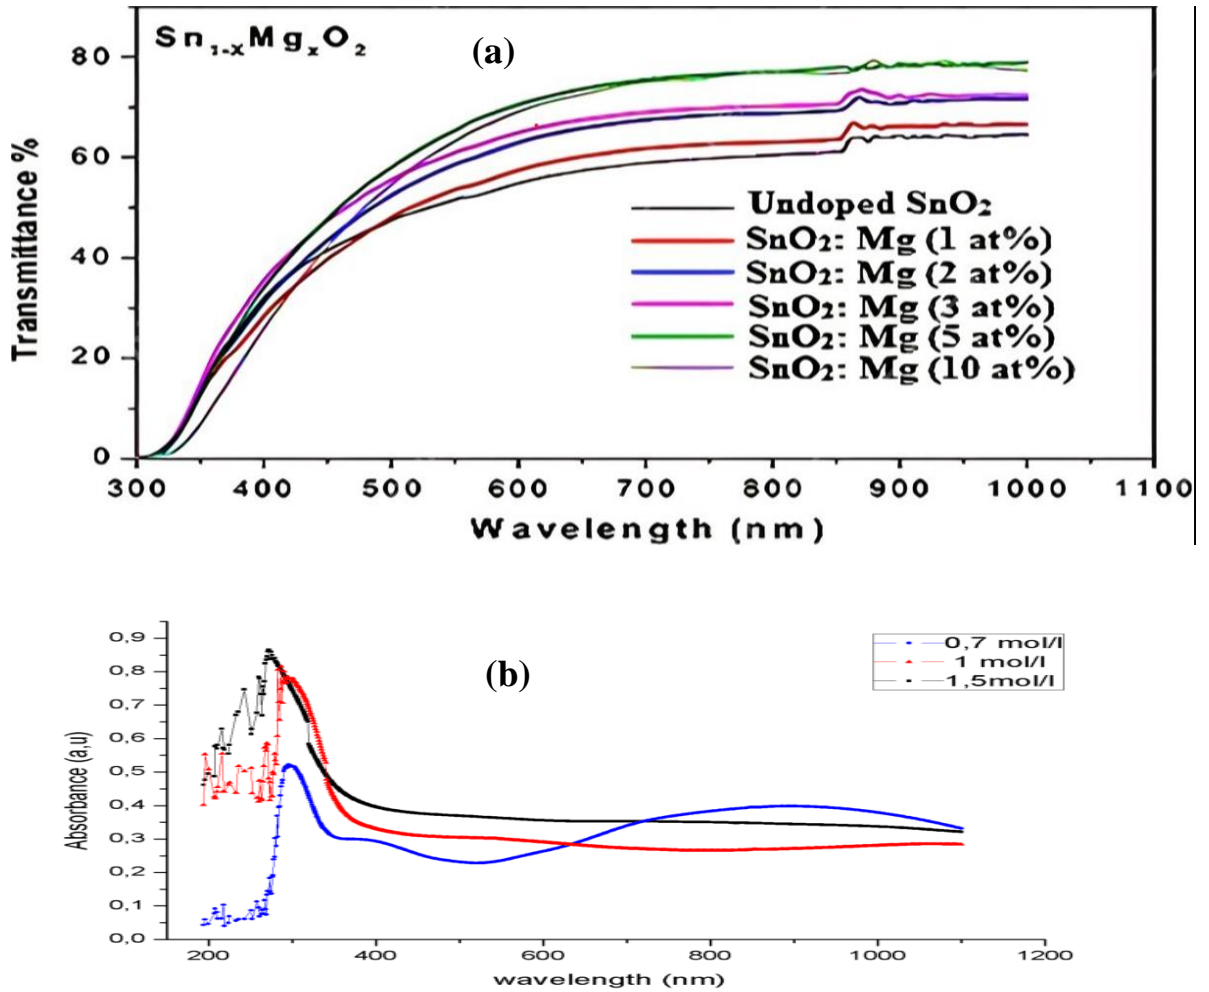 Sn₁₋ₓMgₓO₂
(a)
80
60
40
20
0
Transmittance %
Undoped SnO₂
SnO₂: Mg (1 at%)
SnO₂: Mg (2 at%)
SnO₂: Mg (3 at%)
SnO₂: Mg (5 at%)
SnO₂: Mg (10 at%)
300 400 500 600 700 800 900 1000 1100
Wavelength (nm)
(b)
0,9
0,8
0,7
0,6
0,5
0,4
0,3
0,2
0,1
0,0
Absorbance (a,u)
0,7 mol/l
1 mol/l
1,5mol/l
200 400 600 800 1000 1200
wavelength (nm)